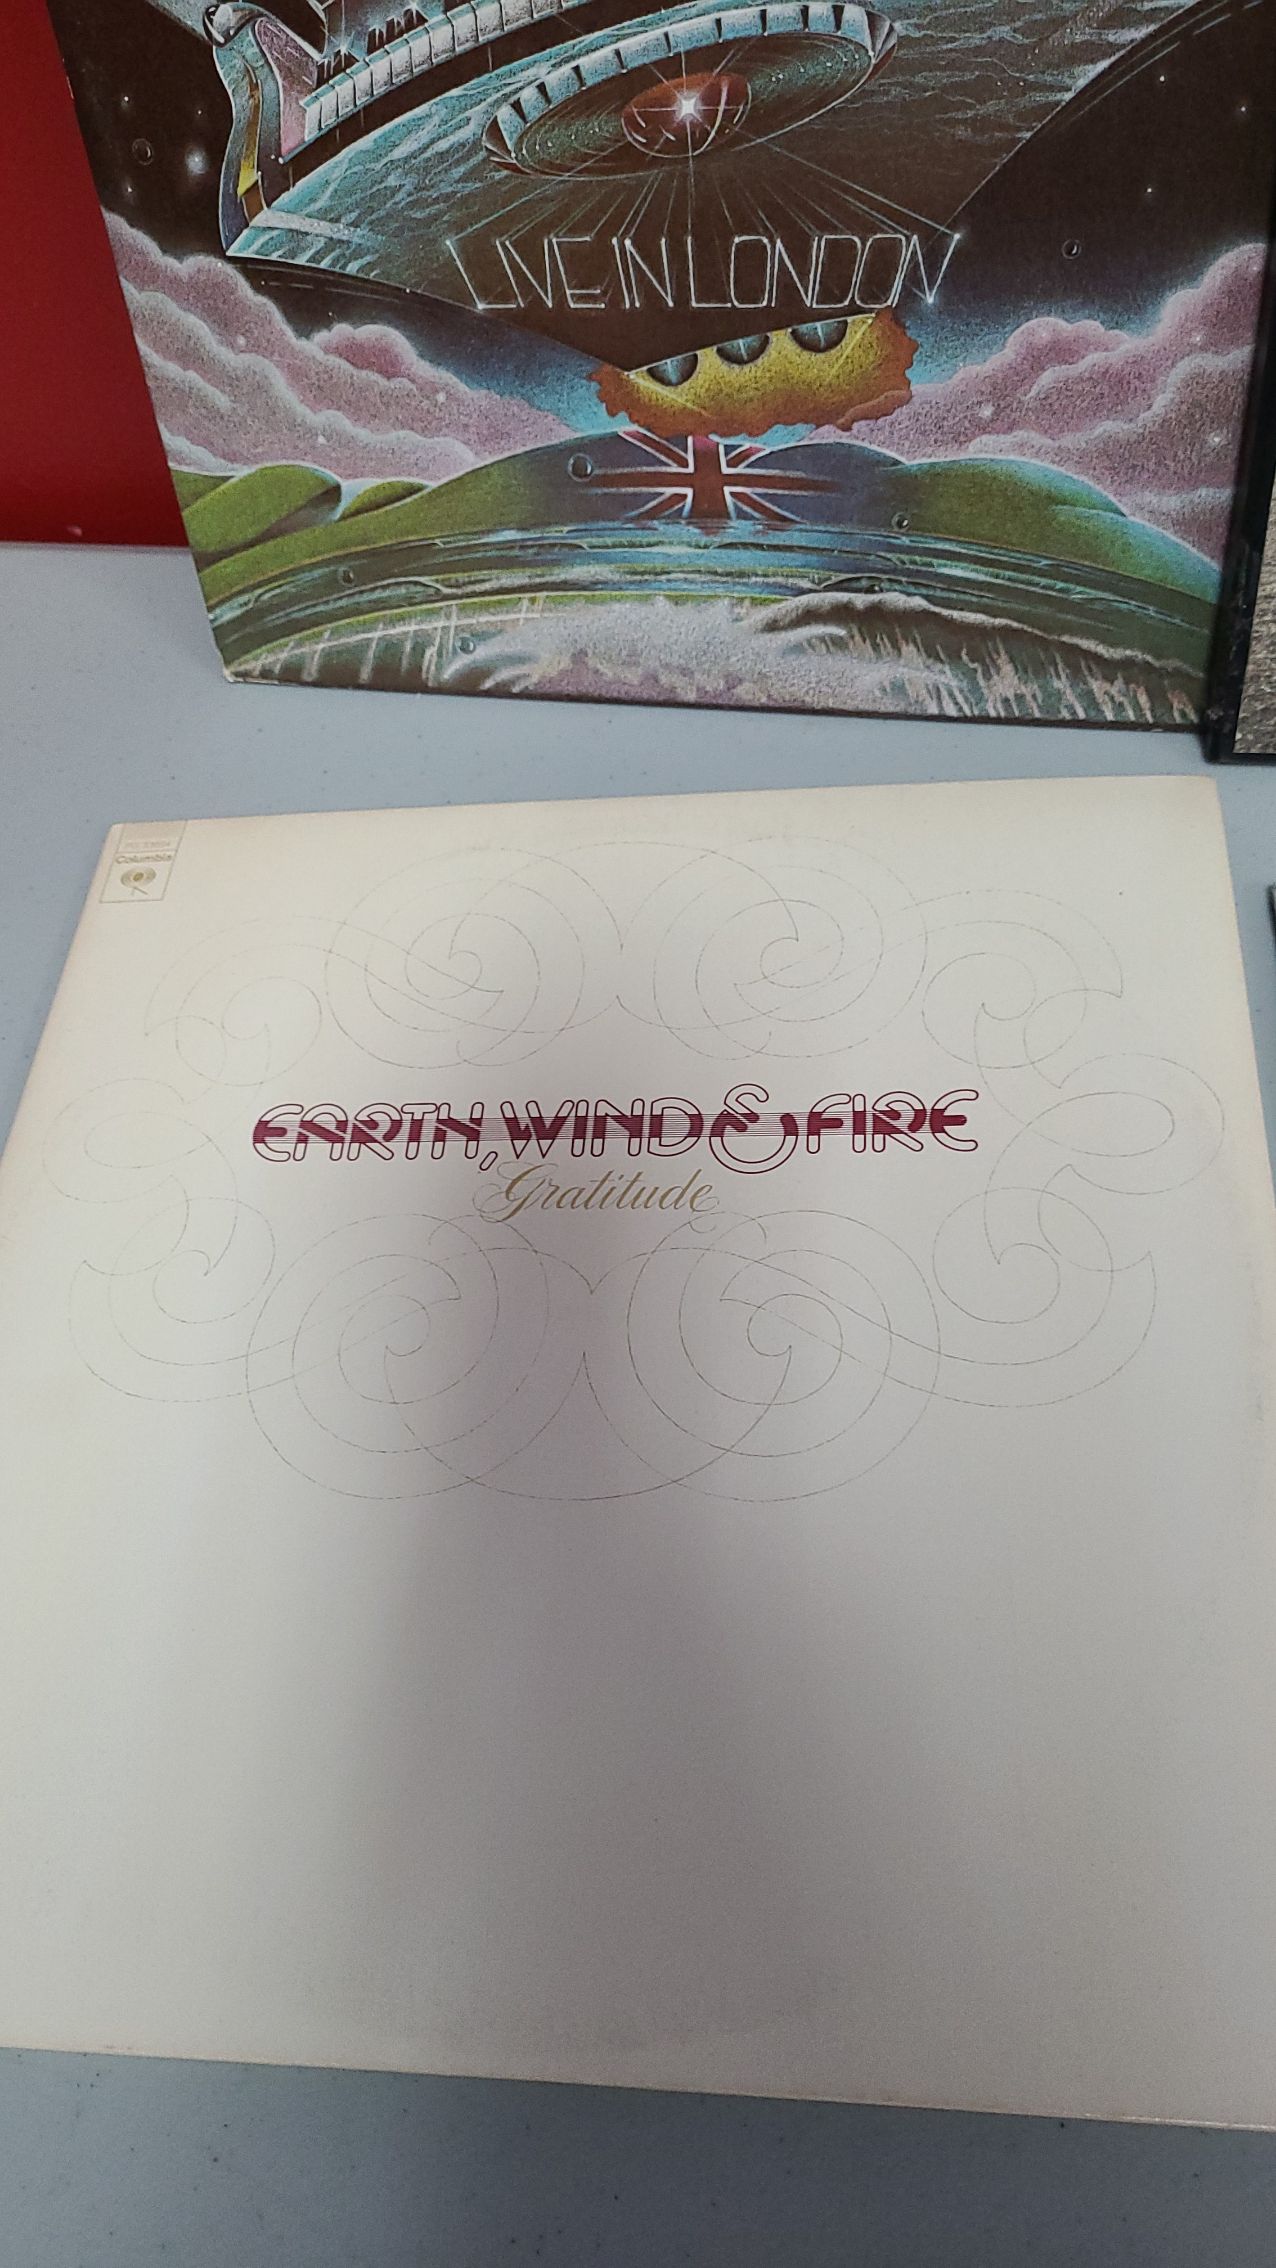 LIVE IN LONDON
Columbia
EARTH, WIND & FIRE
Gratitude